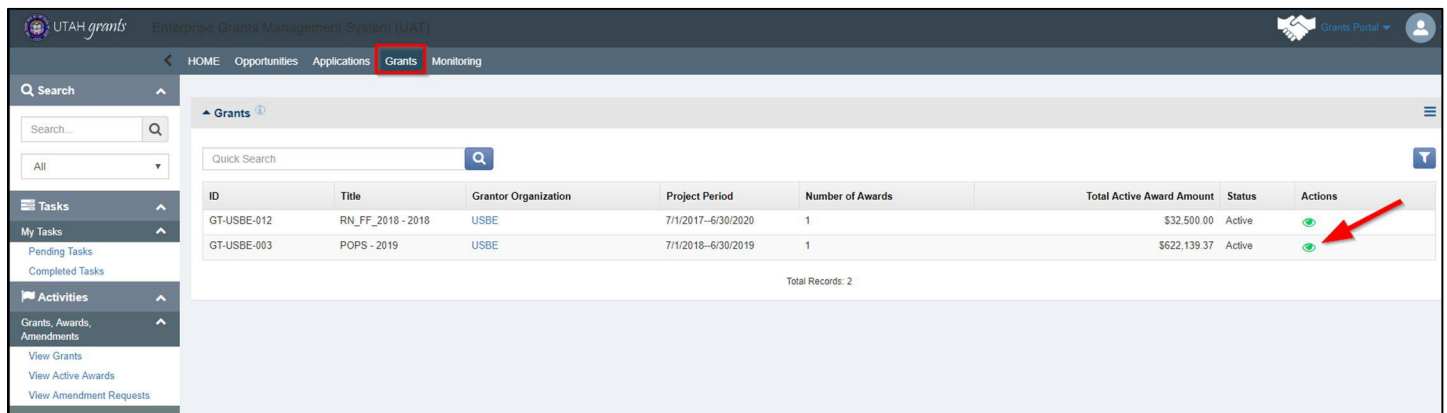 UTAH grants Enterprise Grants Management System (UAT) Grants Portal
HOME Opportunities Applications Grants Monitoring
Search
Search...
All
Tasks
My Tasks
Pending Tasks
Completed Tasks
Activities
Grants, Awards,
Amendments
View Grants
View Active Awards
View Amendment Requests
Grants
Quick Search
ID Title Grantor Organization Project Period Number of Awards Total Active Award Amount Status Actions
GT-USBE-012 RN_FF_2018 - 2018 USBE 7/1/2017--6/30/2020 1 $32,500.00 Active
GT-USBE-003 POPS - 2019 USBE 7/1/2018--6/30/2019 1 $622,139.37 Active
Total Records: 2